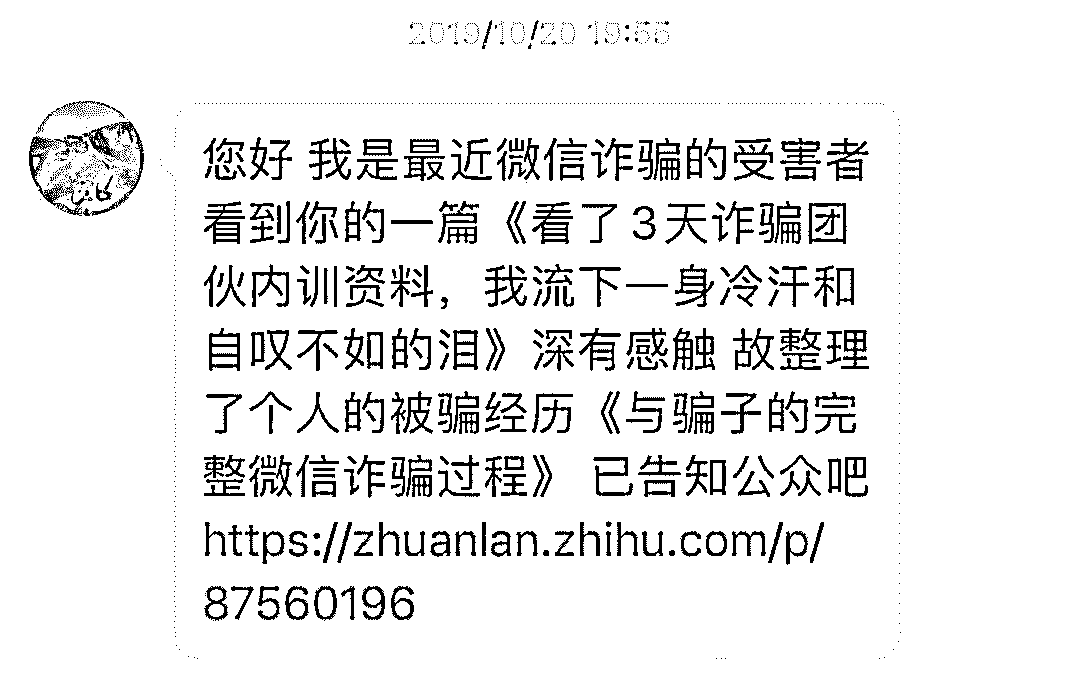 2019/10/20 19:55
您好 我是最近微信诈骗的受害者
看到你的一篇《看了3天诈骗团
伙内训资料，我流下一身冷汗和
自叹不如的泪》深有感触 故整理
了个人的被骗经历《与骗子的完
整微信诈骗过程》 已告知公众吧
https://zhuanlan.zhihu.com/p/
87560196